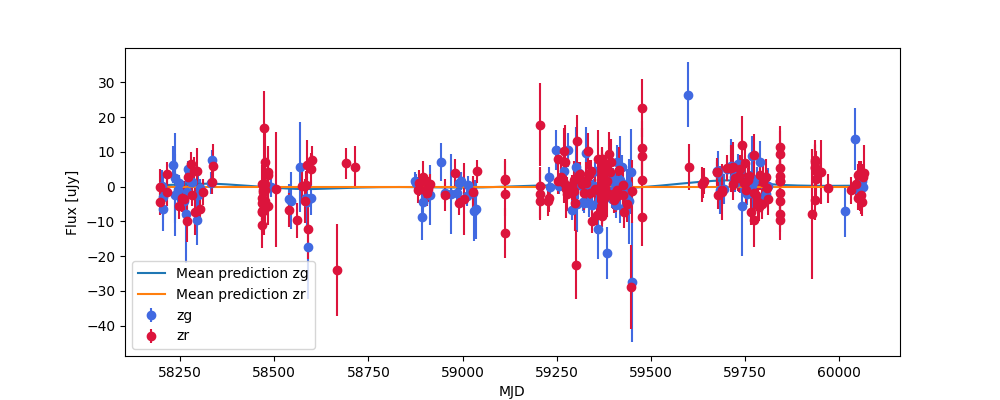 30
20
10
0
−10
−20
−30
−40
Flux [uJy]
Mean prediction zg
Mean prediction zr
zg
zr
58250 58500 58750 59000 59250 59500 59750 60000
MJD